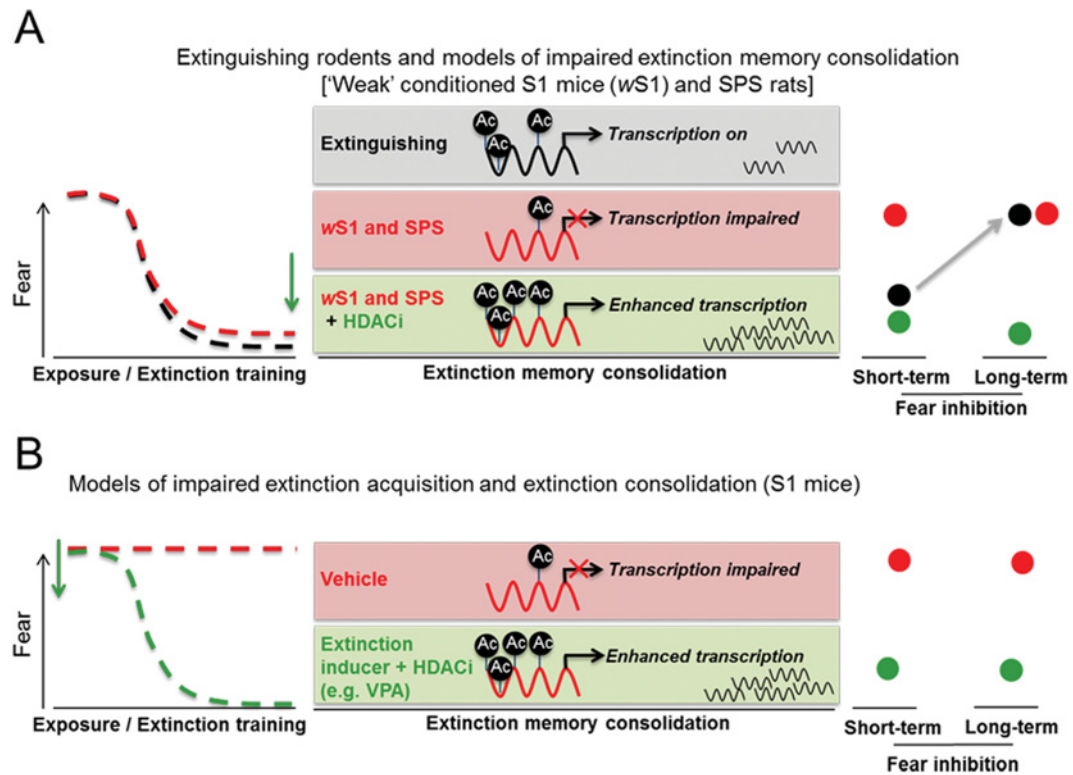 A
Extinguishing rodents and models of impaired extinction memory consolidation
['Weak' conditioned S1 mice (wS1) and SPS rats]
Fear
Exposure / Extinction training
Extinguishing
Ac
Ac
Ac
Transcription on
wS1 and SPS
Ac
Transcription impaired
wS1 and SPS
+ HDACi
Ac
Ac
Ac
Ac
Enhanced transcription
Extinction memory consolidation
Short-term
Long-term
Fear inhibition
B
Models of impaired extinction acquisition and extinction consolidation (S1 mice)
Fear
Exposure / Extinction training
Vehicle
Ac
Transcription impaired
Extinction
inducer + HDACi
(e.g. VPA)
Ac
Ac
Ac
Ac
Enhanced transcription
Extinction memory consolidation
Short-term
Long-term
Fear inhibition